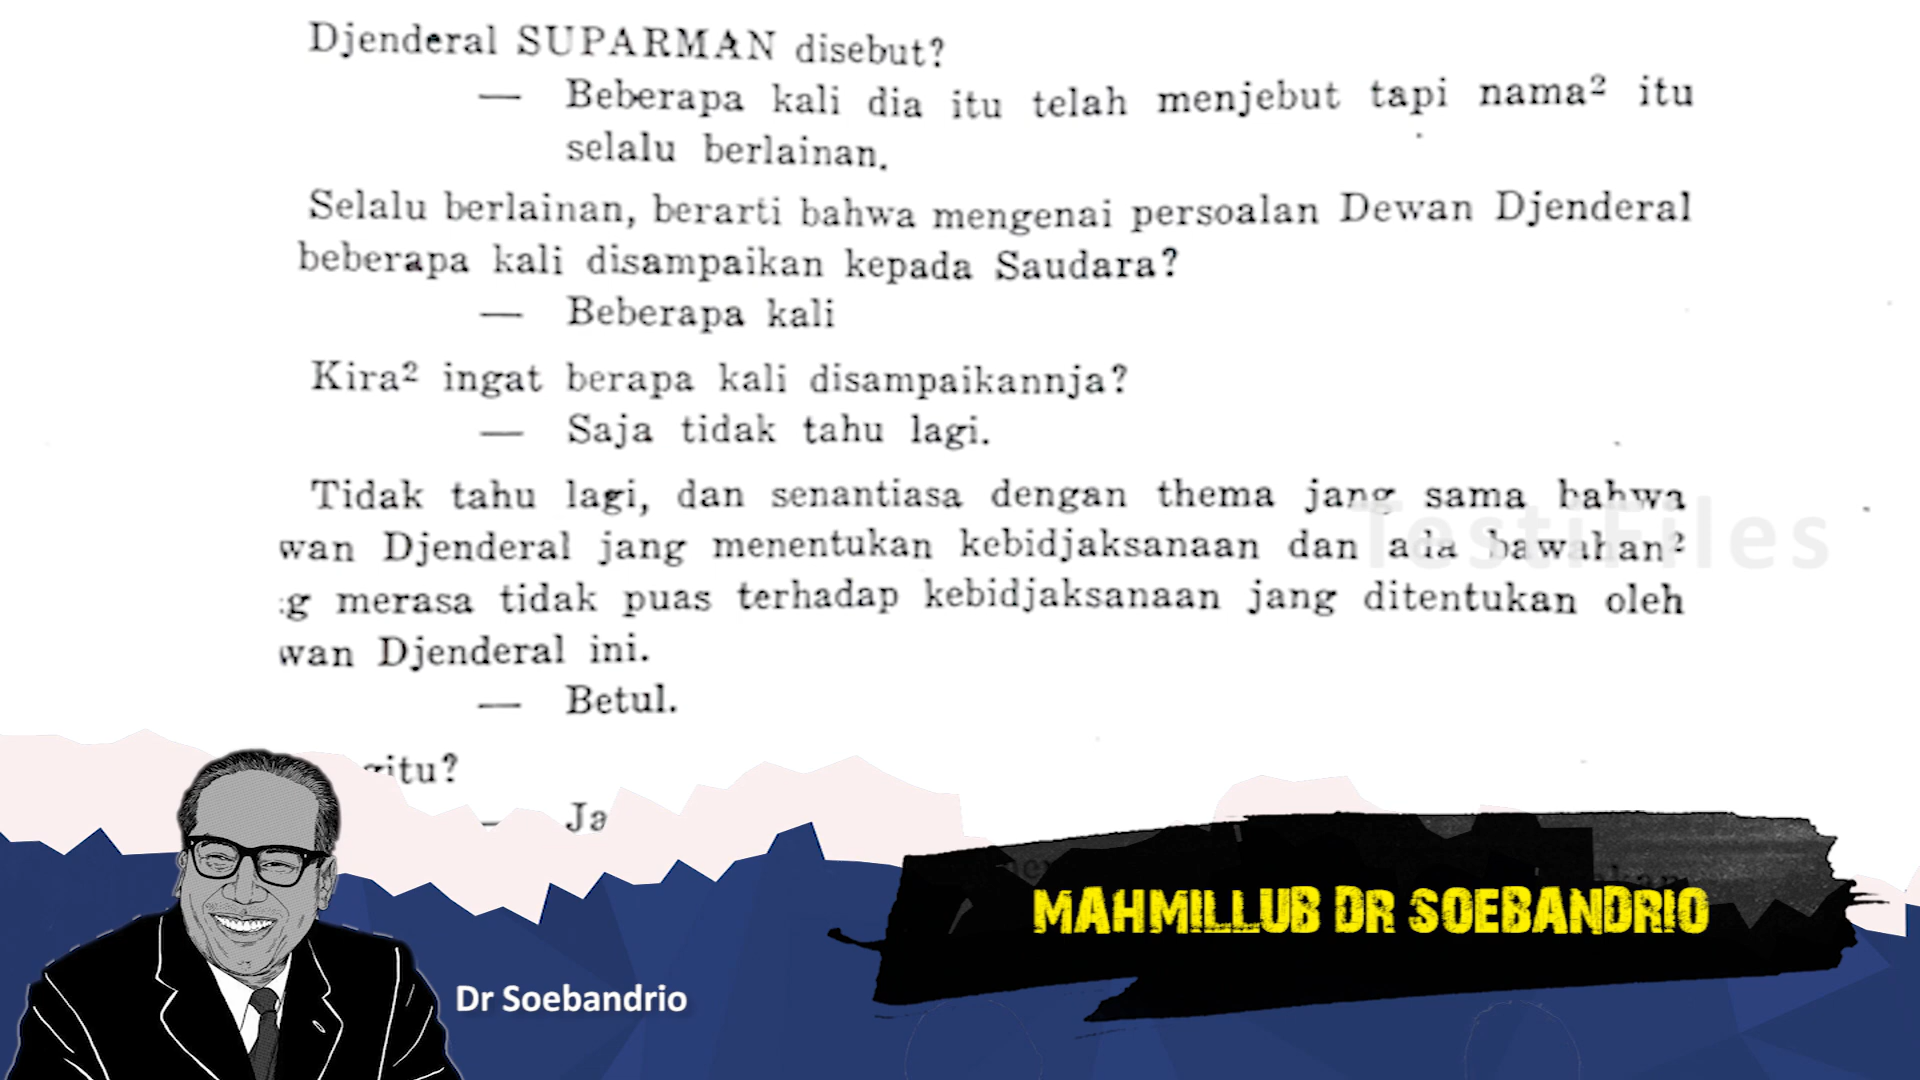 Djenderal SUPARMAN disebut?
— Beberapa kali dia itu telah menjebut tapi nama² itu
selalu berlainan.
Selalu berlainan, berarti bahwa mengenai persoalan Dewan Djenderal
beberapa kali disampaikan kepada Saudara?
— Beberapa kali
Kira² ingat berapa kali disampaikannja?
— Saja tidak tahu lagi.
Tidak tahu lagi, dan senantiasa dengan thema jang sama bahwa
wan Djenderal jang menentukan kebidjaksanaan dan ada bawahan²
g merasa tidak puas terhadap kebidjaksanaan jang ditentukan oleh
wan Djenderal ini.
— Betul.
gitu?
— Ja
TestiFiles
MAHMILLUB DR SOEBANDRIO
Dr Soebandrio